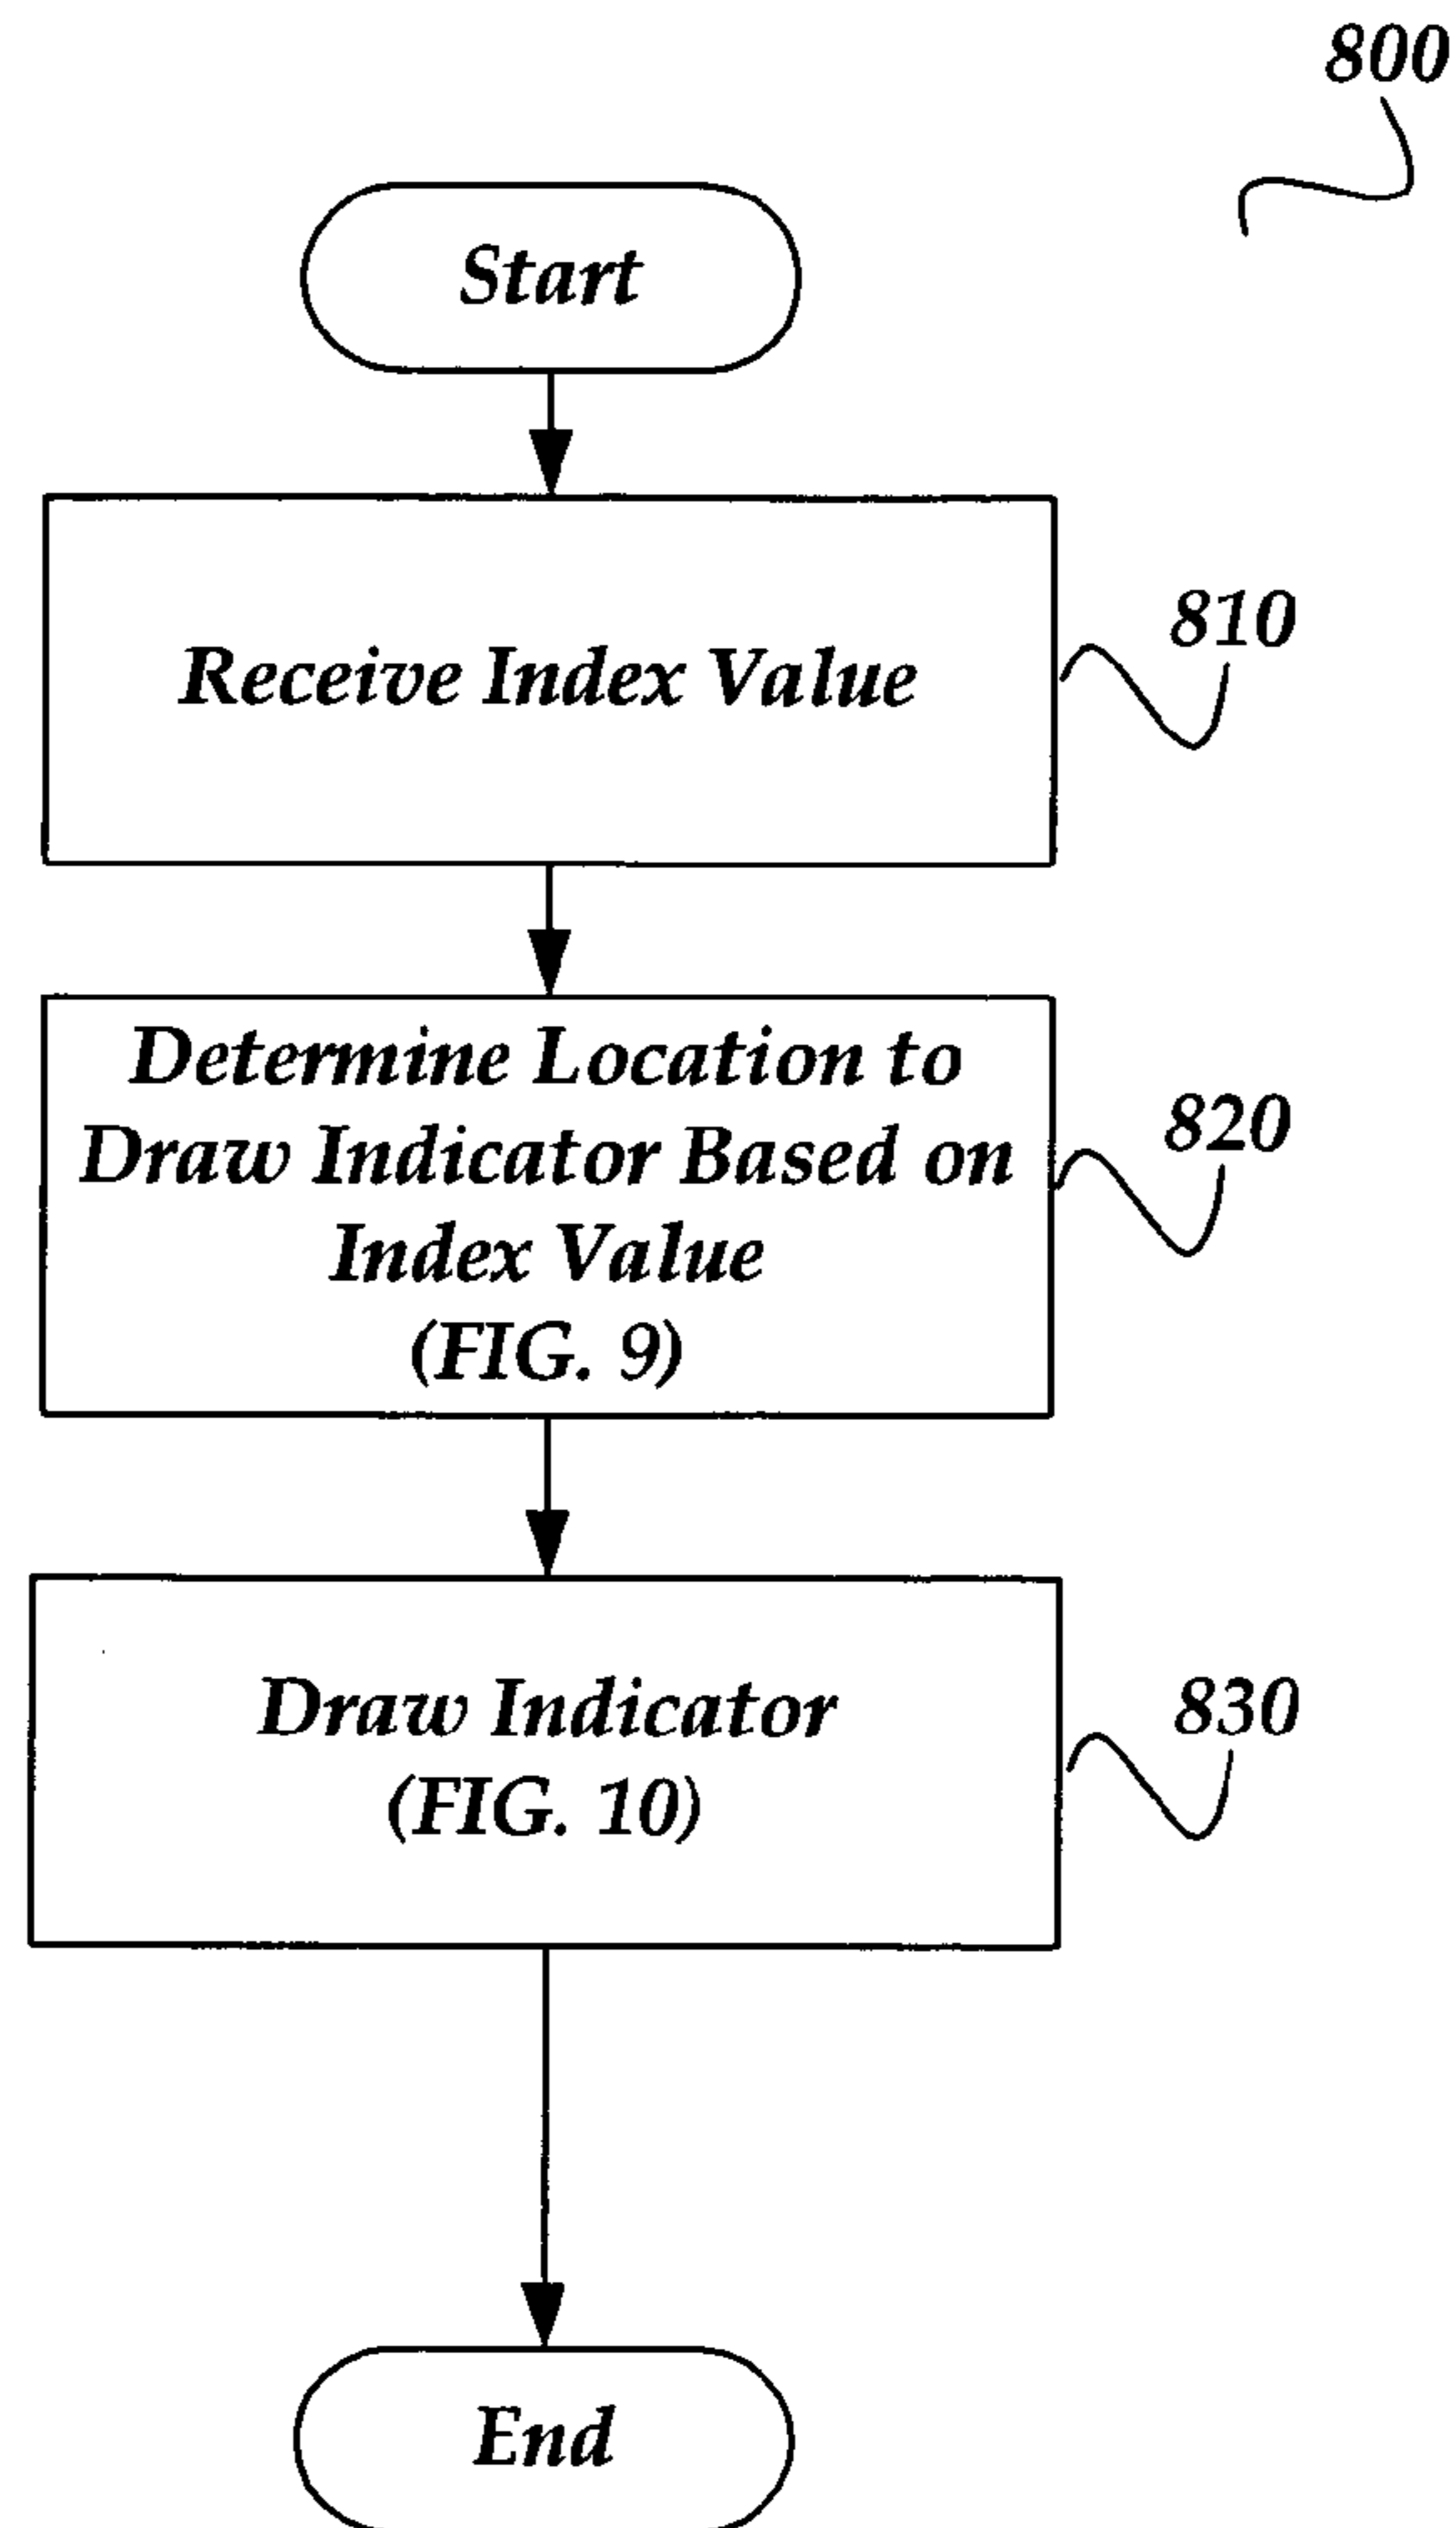 800
Start
Receive Index Value
810
Determine Location to
Draw Indicator Based on
Index Value
(FIG. 9)
820
Draw Indicator
(FIG. 10)
830
End